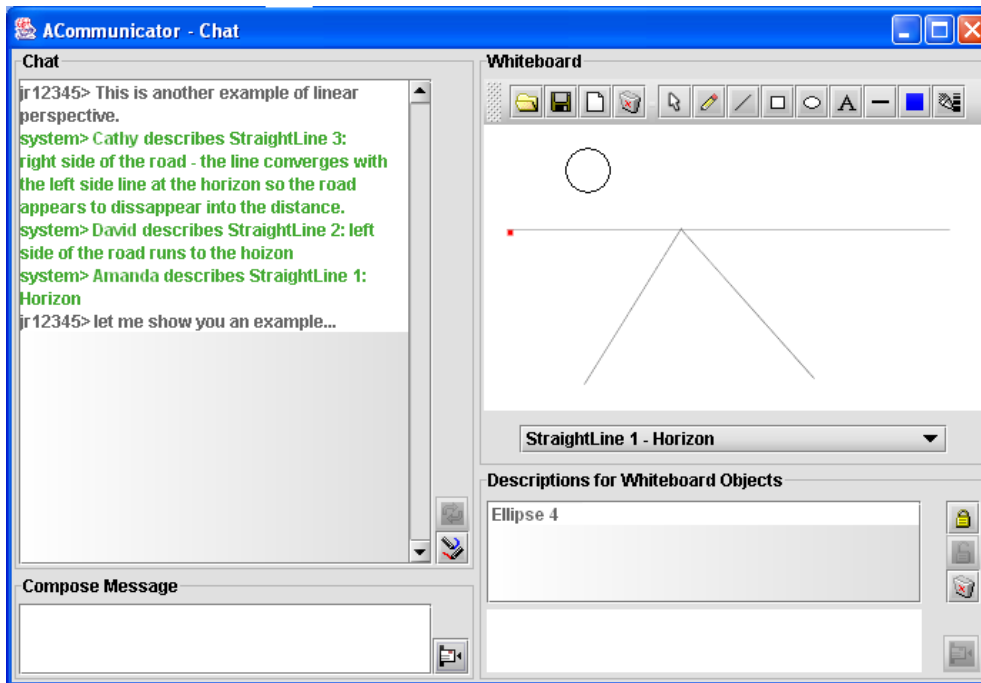 ACommunicator - Chat
Chat
jr12345> This is another example of linear
perspective.
system> Cathy describes StraightLine 3:
right side of the road - the line converges with
the left side line at the horizon so the road
appears to dissappear into the distance.
system> David describes StraightLine 2: left
side of the road runs to the hoizon
system> Amanda describes StraightLine 1:
Horizon
jr12345> let me show you an example...
Compose Message
Whiteboard
A
StraightLine 1 - Horizon
Descriptions for Whiteboard Objects
Ellipse 4